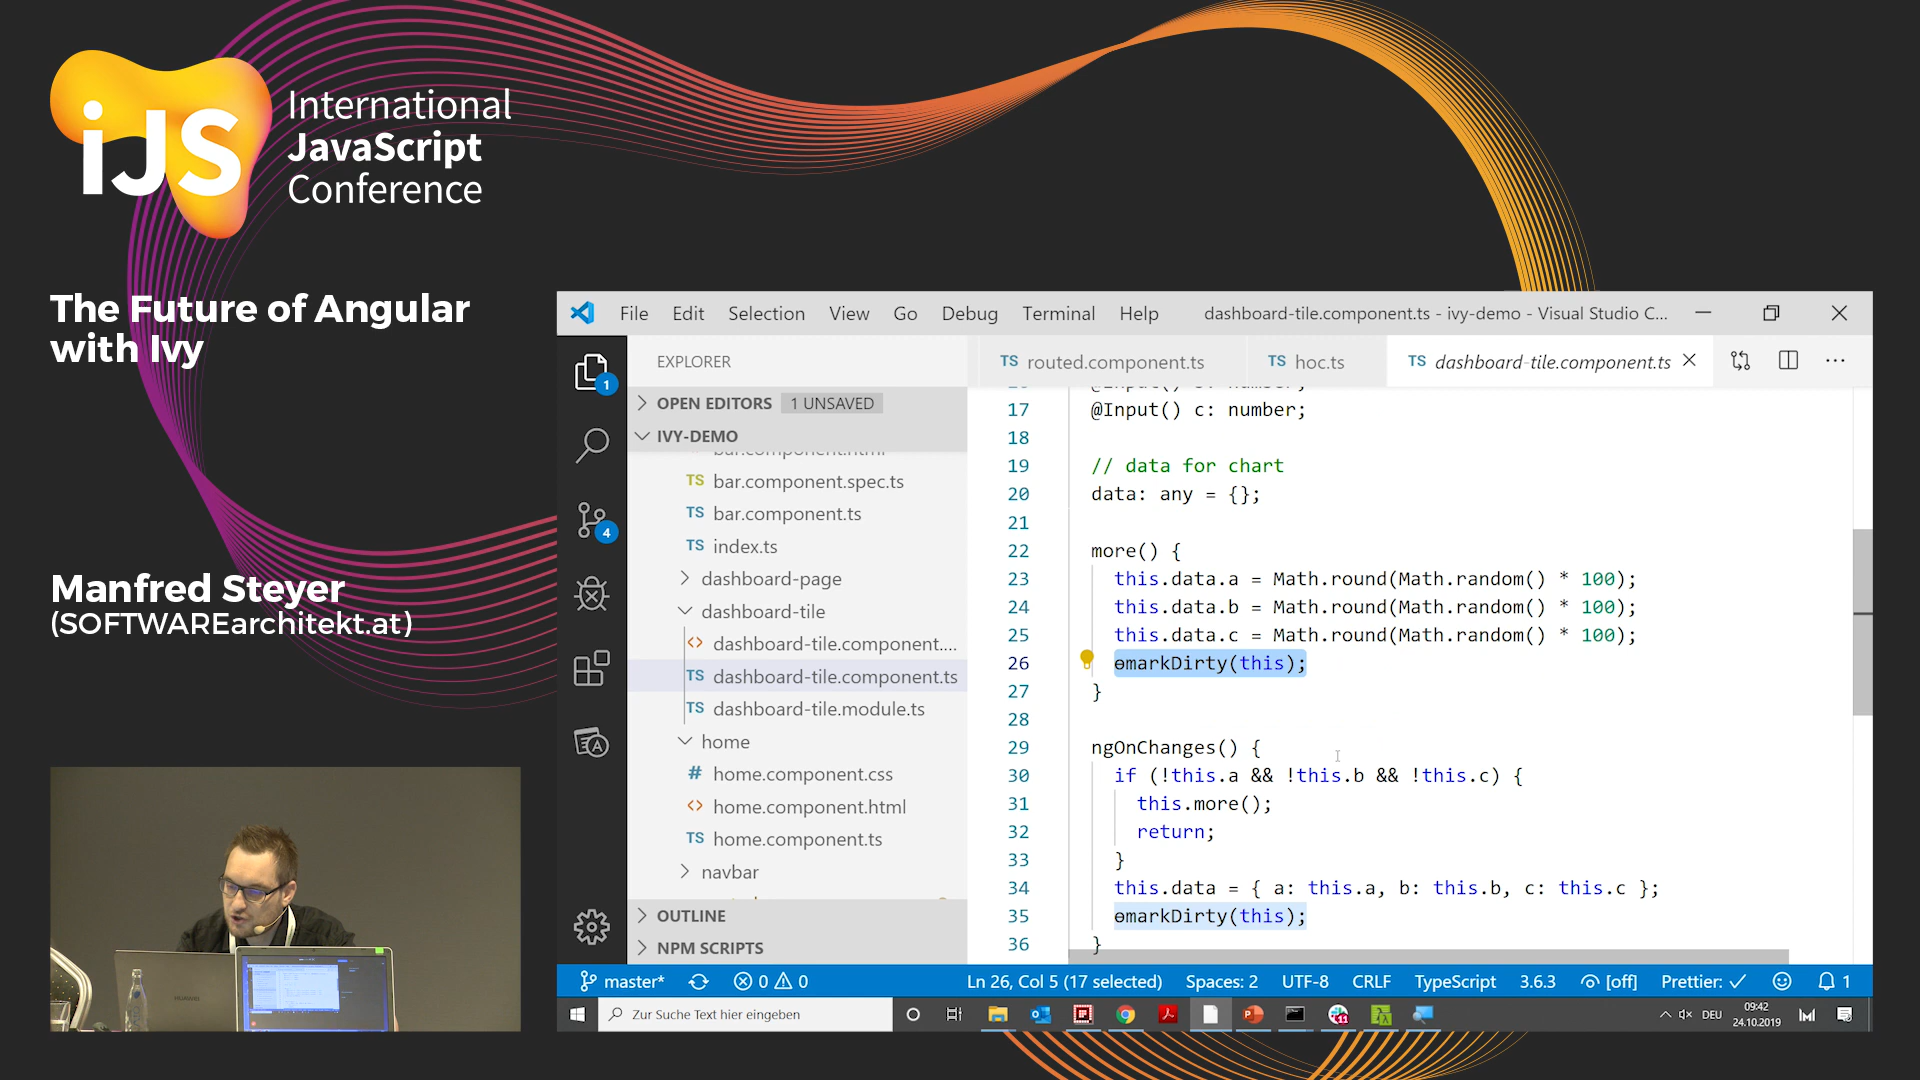 iJS
International
JavaScript
Conference
The Future of Angular
with Ivy
Manfred Steyer
(SOFTWAREarchitekt.at)
File Edit Selection View Go Debug Terminal Help dashboard-tile.component.ts - ivy-demo - Visual Studio C...
EXPLORER
TS routed.component.ts TS hoc.ts TS dashboard-tile.component.ts
1
OPEN EDITORS 1 UNSAVED
IVY-DEMO
bar.component.html
TS bar.component.spec.ts
TS bar.component.ts
TS index.ts
dashboard-page
dashboard-tile
<> dashboard-tile.component....
TS dashboard-tile.component.ts
TS dashboard-tile.module.ts
home
# home.component.css
<> home.component.html
TS home.component.ts
navbar
OUTLINE
NPM SCRIPTS
4
17 @Input() c: number;
18
19 // data for chart
20 data: any = {};
21
22 more() {
23 this.data.a = Math.round(Math.random() * 100);
24 this.data.b = Math.round(Math.random() * 100);
25 this.data.c = Math.round(Math.random() * 100);
26 ɵmarkDirty(this);
27 }
28
29 ngOnChanges() {
30 if (!this.a && !this.b && !this.c) {
31 this.more();
32 return;
33 }
34 this.data = { a: this.a, b: this.b, c: this.c };
35 ɵmarkDirty(this);
36 }
master* 0 0 Ln 26, Col 5 (17 selected) Spaces: 2 UTF-8 CRLF TypeScript 3.6.3 [off] Prettier: ✓ 1
Zur Suche Text hier eingeben
11
DEU
09:42
24.10.2019
HUAWEI